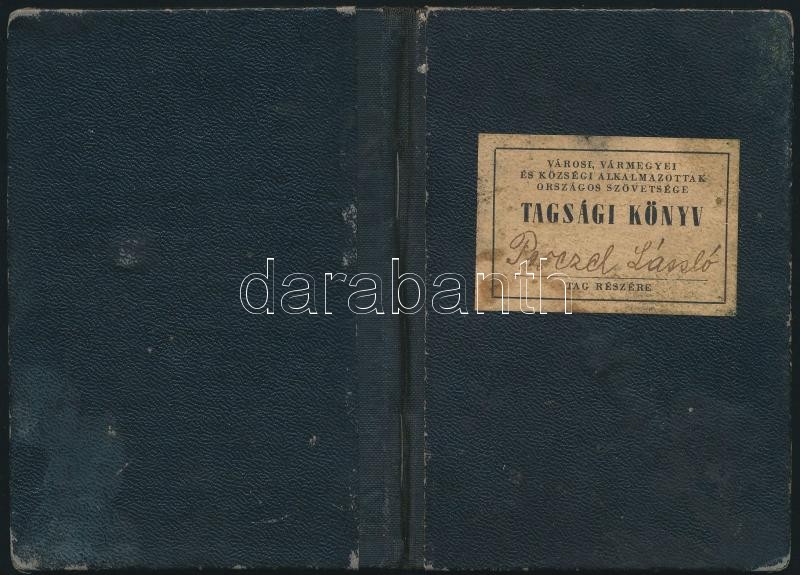 VÁROSI, VÁRMEGYEI
ÉS KÖZSÉGI ALKALMAZOTTAK
ORSZÁGOS SZÖVETSÉGE
TAGSÁGI KÖNYV
László
TAG RÉSZÉRE
darabanth